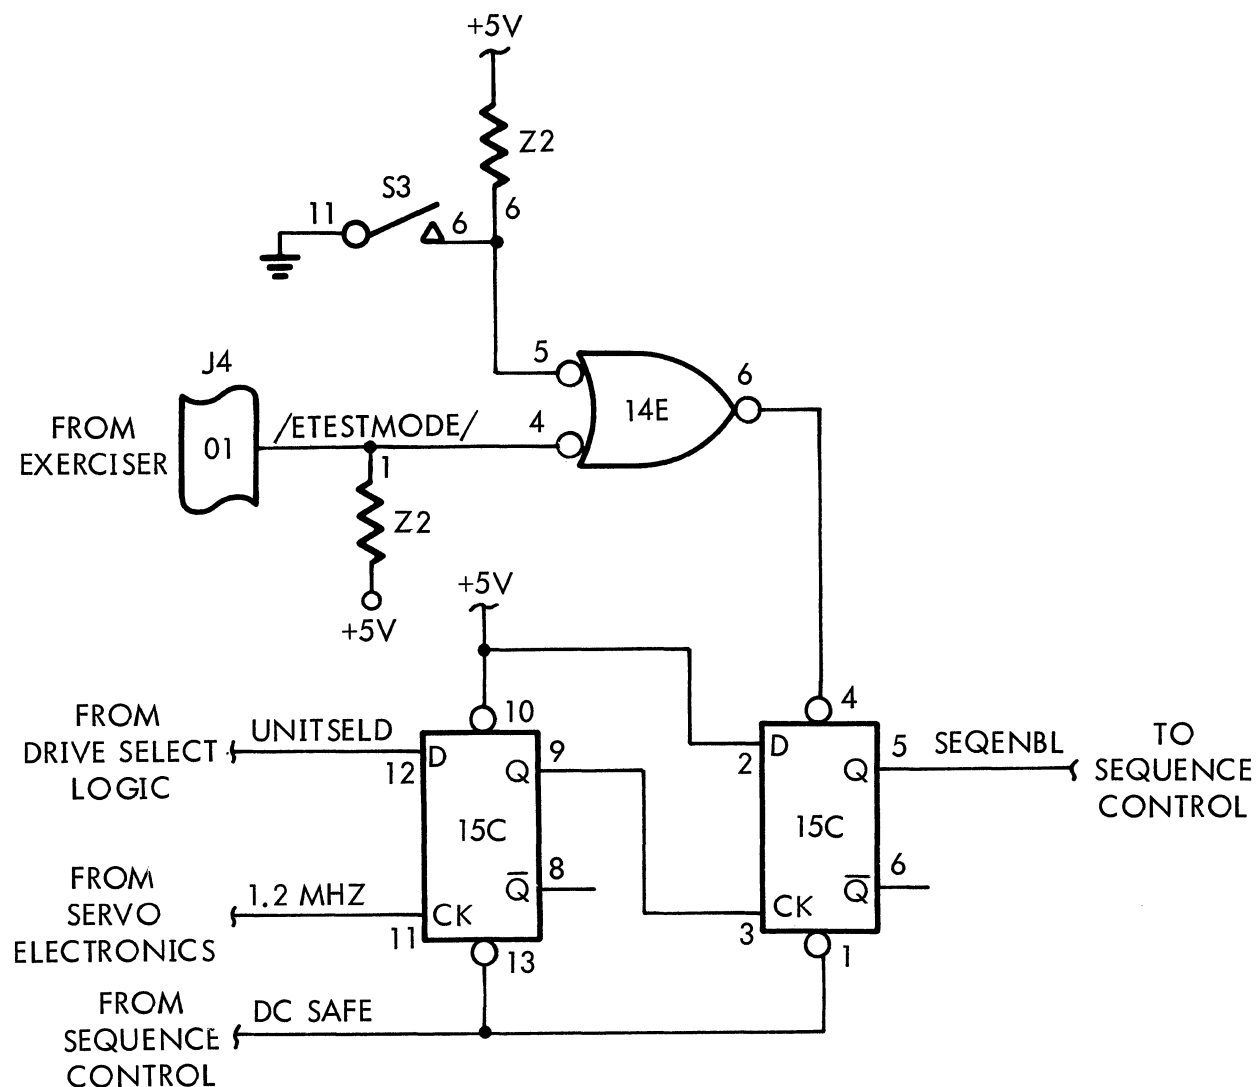 +5V
Z2
S3
11
6
6
5
6
J4
14E
FROM
EXERCISER
01
/ETESTMODE/
4
1
Z2
+5V
+5V
FROM
DRIVE SELECT
LOGIC
UNITSELD
10
D
12
9
Q
15C
8
Q̅
FROM
SERVO
ELECTRONICS
1.2 MHZ
CK
11
13
4
D
2
5
Q
15C
6
Q̅
CK
3
1
SEQENBL
TO
SEQUENCE
CONTROL
FROM
SEQUENCE
CONTROL
DC SAFE